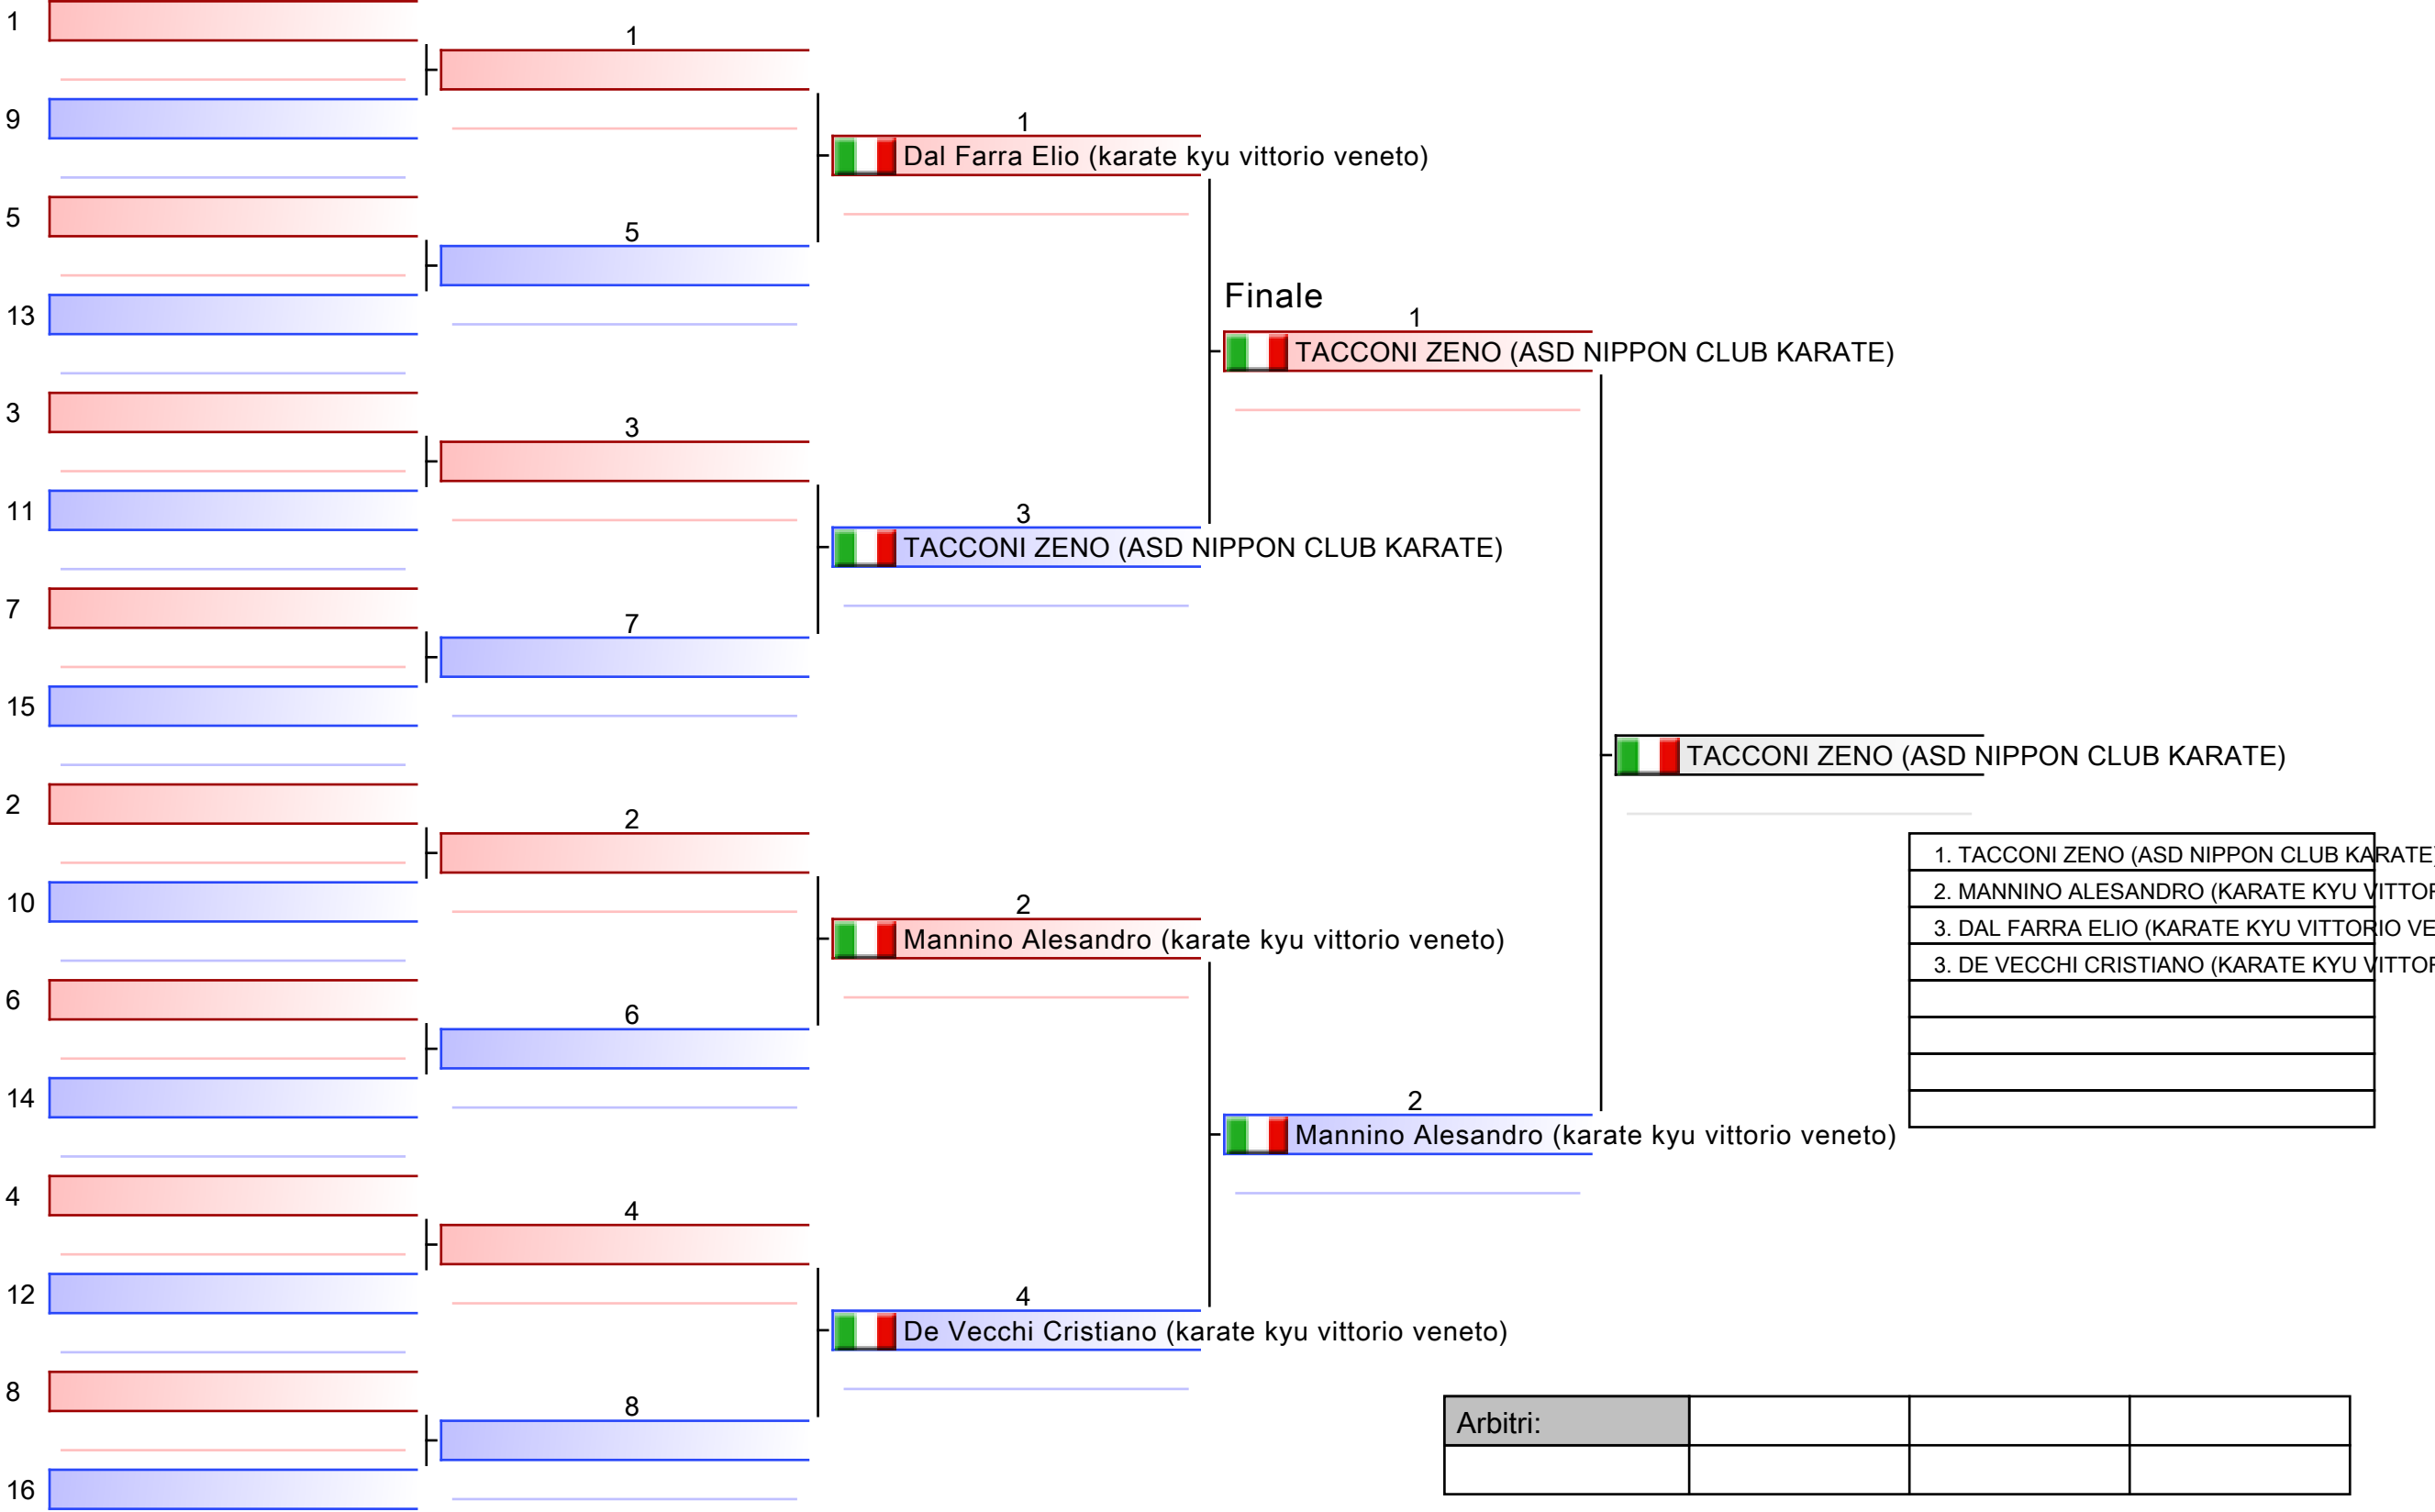 1
9
5
13
3
11
7
15
2
10
6
14
4
12
8
16
1
5
3
7
2
6
4
8
1
Dal Farra Elio (karate kyu vittorio veneto)
3
TACCONI ZENO (ASD NIPPON CLUB KARATE)
2
Mannino Alesandro (karate kyu vittorio veneto)
4
De Vecchi Cristiano (karate kyu vittorio veneto)
Finale
1
TACCONI ZENO (ASD NIPPON CLUB KARATE)
2
Mannino Alesandro (karate kyu vittorio veneto)
TACCONI ZENO (ASD NIPPON CLUB KARATE)
1. TACCONI ZENO (ASD NIPPON CLUB KARATE)
2. MANNINO ALESANDRO (KARATE KYU VITTOR
3. DAL FARRA ELIO (KARATE KYU VITTORIO VE
3. DE VECCHI CRISTIANO (KARATE KYU VITTOR
Arbitri: